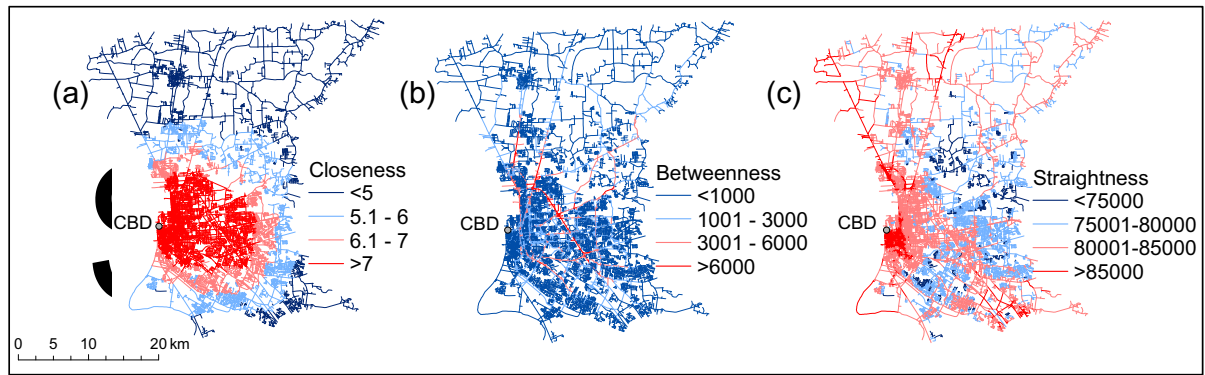 (a)
Closeness
<5
5.1 - 6
6.1 - 7
>7
CBD
0 10 20 km
(b)
Betweenness
<1000
1001 - 3000
3001 - 6000
>6000
CBD
(c)
Straightness
<75000
75001-80000
80001-85000
>85000
CBD